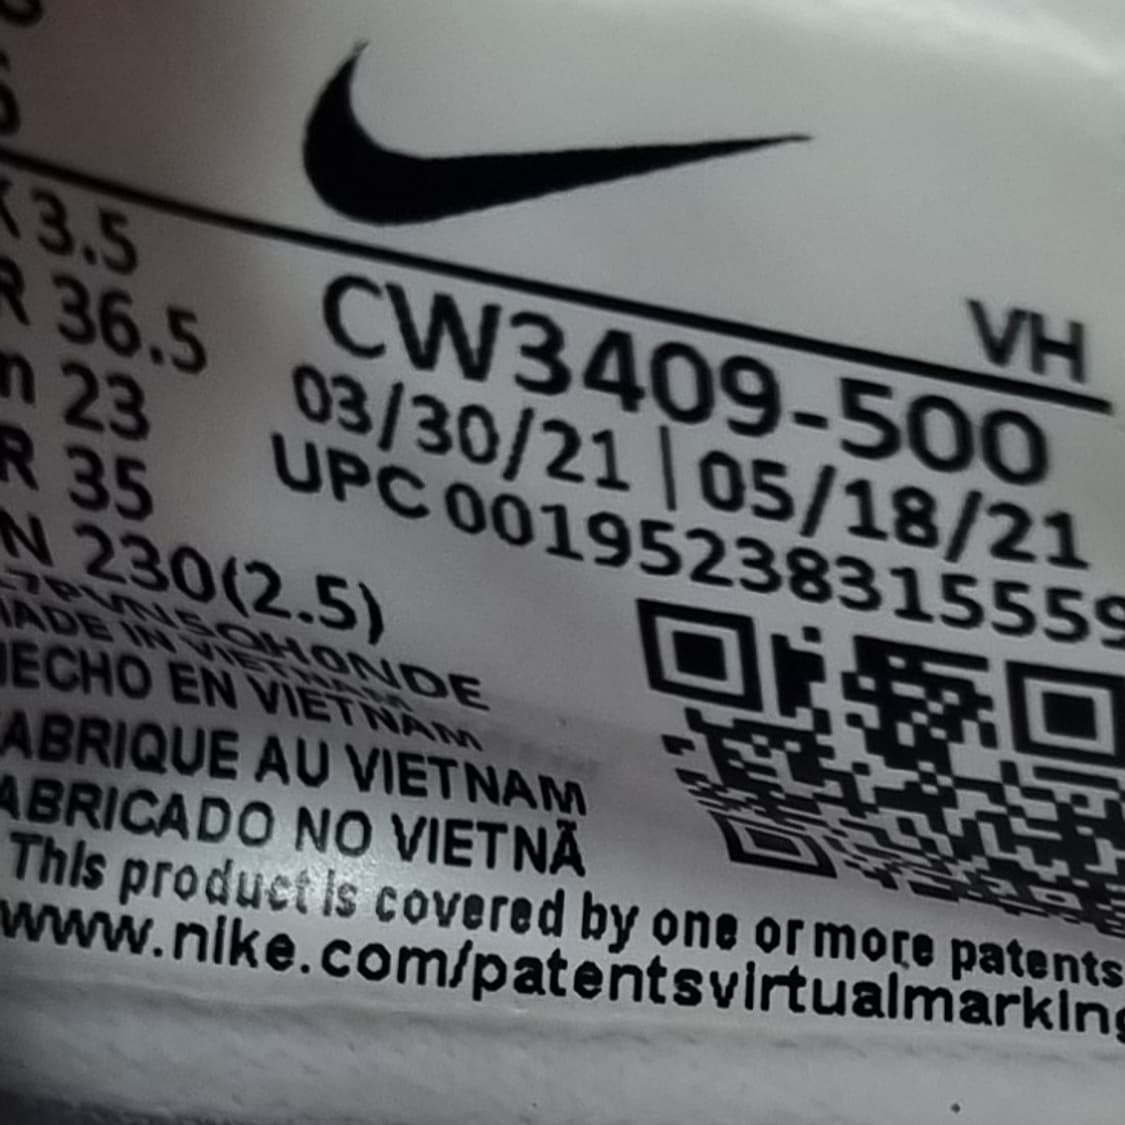 VH
3.5
CW3409-500
R 36.5
03/30/21 | 05/18/21
23
UPC 00195238315559
R 35
N 230(2.5)
MADE IN VIETNAM
HECHO EN VIETNAM
FABRIQUE AU VIETNAM
FABRICADO NO VIETNÃ
This product is covered by one or more patents
www.nike.com/patentsvirtualmarking